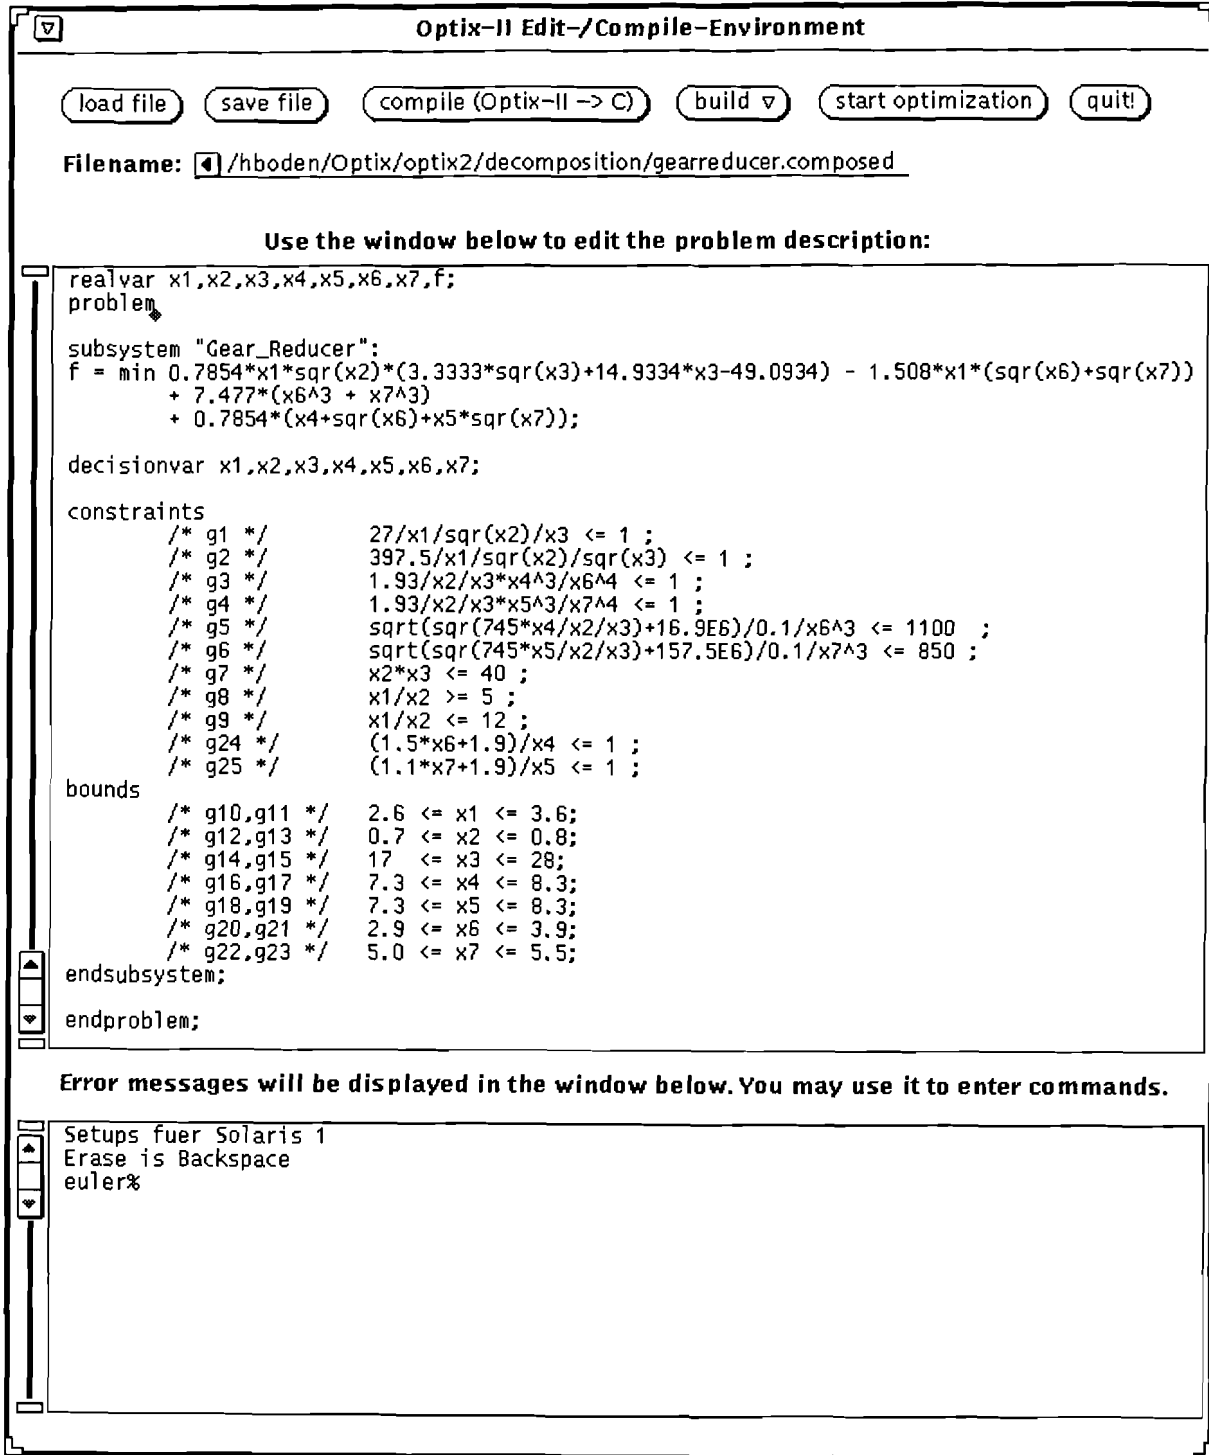 Optix-II Edit-/Compile-Environment
load file save file compile (Optix-II -> C) build ▽ start optimization quit!
Filename: /hboden/Optix/optix2/decomposition/gearreducer.composed
Use the window below to edit the problem description:
realvar x1,x2,x3,x4,x5,x6,x7,f;
problem
subsystem "Gear_Reducer":
f = min 0.7854*x1*sqr(x2)*(3.3333*sqr(x3)+14.9334*x3-49.0934) - 1.508*x1*(sqr(x6)+sqr(x7))
+ 7.477*(x6^3 + x7^3)
+ 0.7854*(x4+sqr(x6)+x5*sqr(x7));
decisionvar x1,x2,x3,x4,x5,x6,x7;
constraints
/* g1 */ 27/x1/sqr(x2)/x3 <= 1 ;
/* g2 */ 397.5/x1/sqr(x2)/sqr(x3) <= 1 ;
/* g3 */ 1.93/x2/x3*x4^3/x6^4 <= 1 ;
/* g4 */ 1.93/x2/x3*x5^3/x7^4 <= 1 ;
/* g5 */ sqrt(sqr(745*x4/x2/x3)+16.9E6)/0.1/x6^3 <= 1100 ;
/* g6 */ sqrt(sqr(745*x5/x2/x3)+157.5E6)/0.1/x7^3 <= 850 ;
/* g7 */ x2*x3 <= 40 ;
/* g8 */ x1/x2 >= 5 ;
/* g9 */ x1/x2 <= 12 ;
/* g24 */ (1.5*x6+1.9)/x4 <= 1 ;
/* g25 */ (1.1*x7+1.9)/x5 <= 1 ;
bounds
/* g10,g11 */ 2.6 <= x1 <= 3.6;
/* g12,g13 */ 0.7 <= x2 <= 0.8;
/* g14,g15 */ 17 <= x3 <= 28;
/* g16,g17 */ 7.3 <= x4 <= 8.3;
/* g18,g19 */ 7.3 <= x5 <= 8.3;
/* g20,g21 */ 2.9 <= x6 <= 3.9;
/* g22,g23 */ 5.0 <= x7 <= 5.5;
endsubsystem;
endproblem;
Error messages will be displayed in the window below. You may use it to enter commands.
Setups fuer Solaris 1
Erase is Backspace
euler%